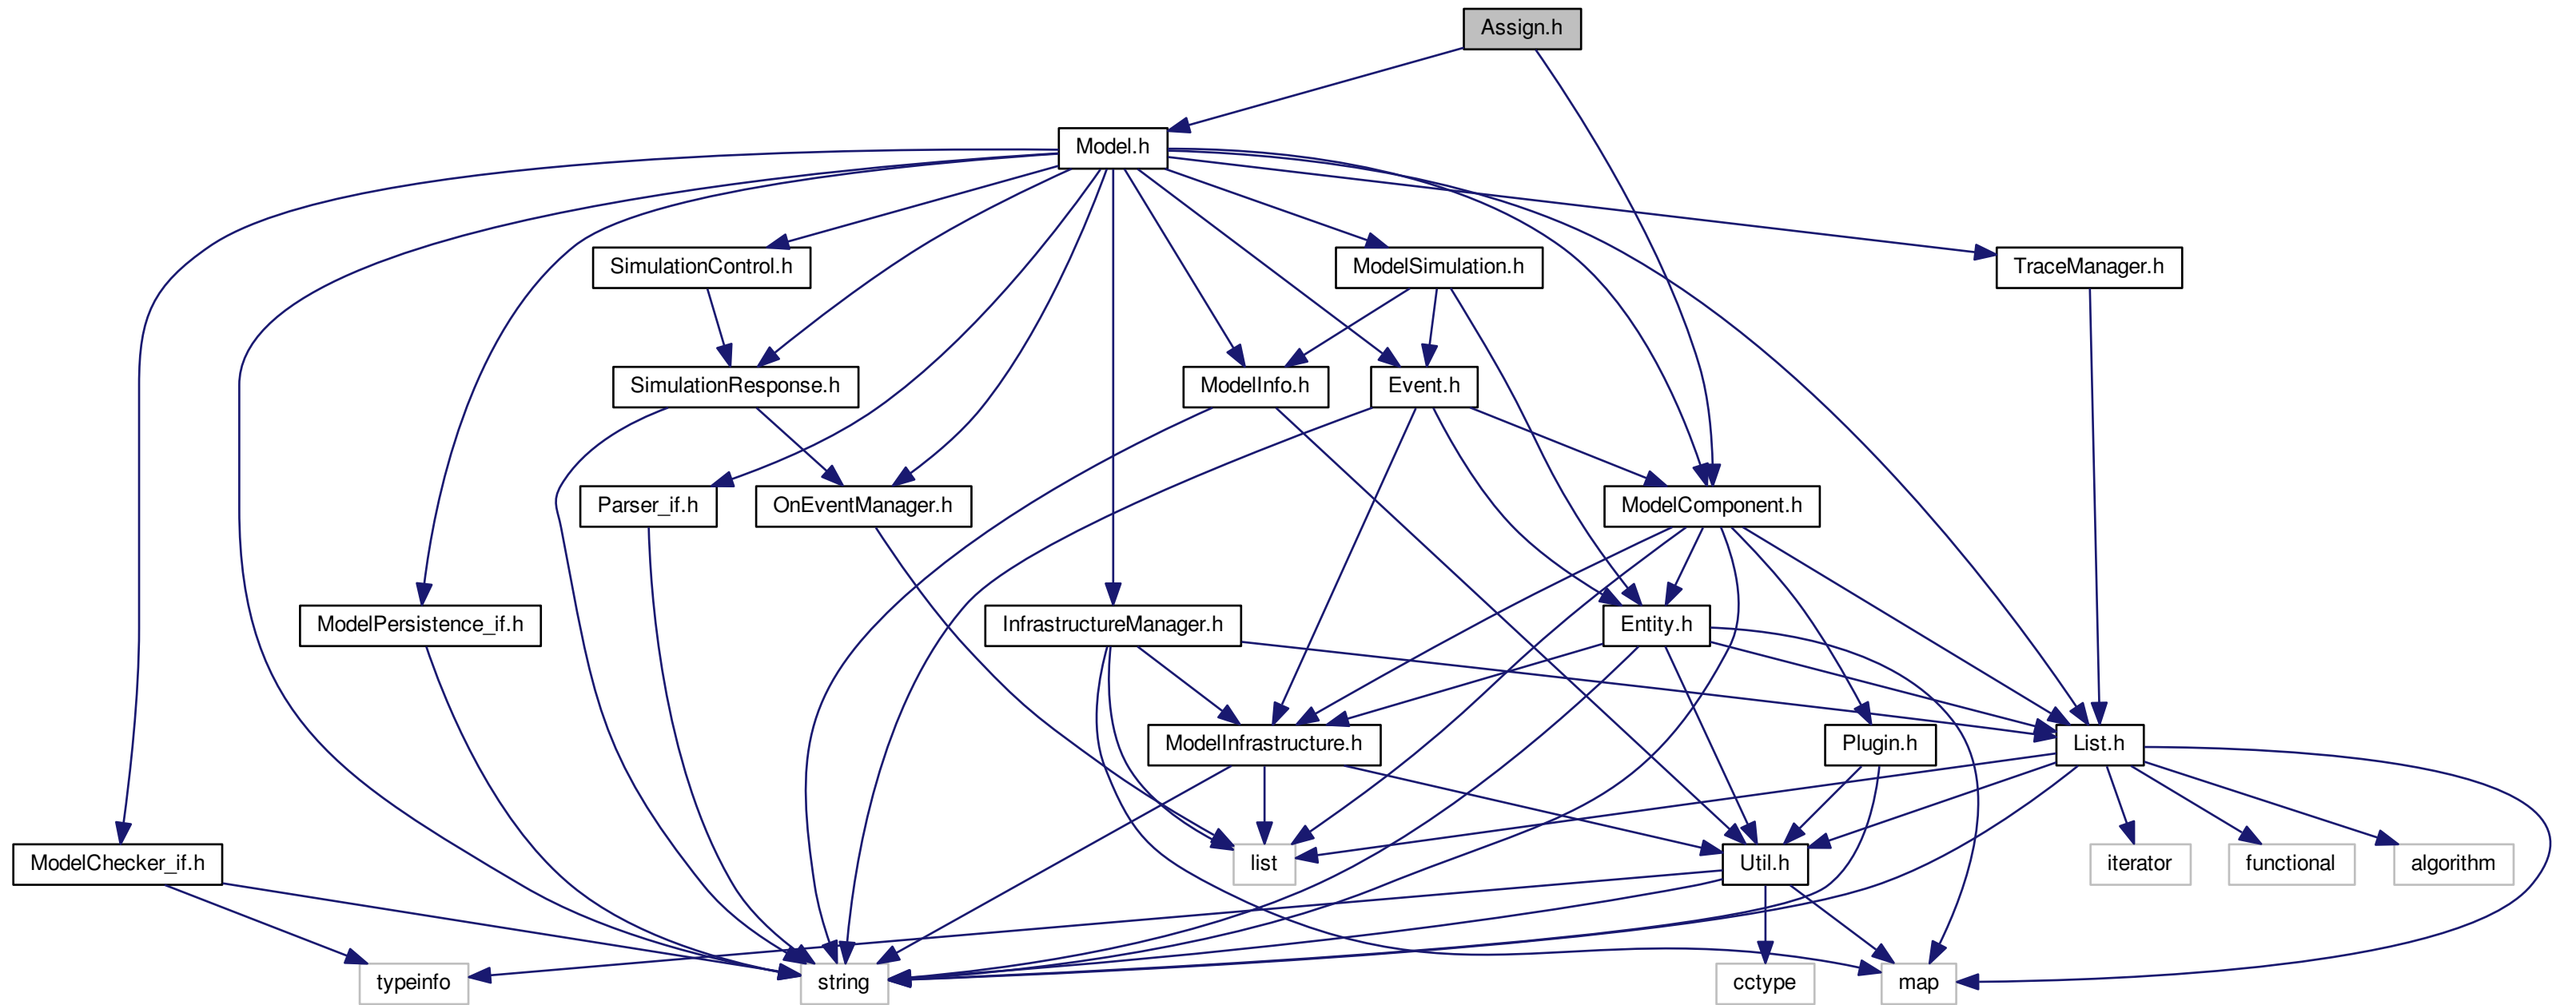 Assign.h
Model.h
SimulationControl.h
ModelSimulation.h
TraceManager.h
SimulationResponse.h
ModelInfo.h
Event.h
Parser_if.h
OnEventManager.h
ModelComponent.h
ModelPersistence_if.h
InfrastructureManager.h
Entity.h
ModelInfrastructure.h
Plugin.h
List.h
ModelChecker_if.h
list
Util.h
iterator
functional
algorithm
typeinfo
string
cctype
map